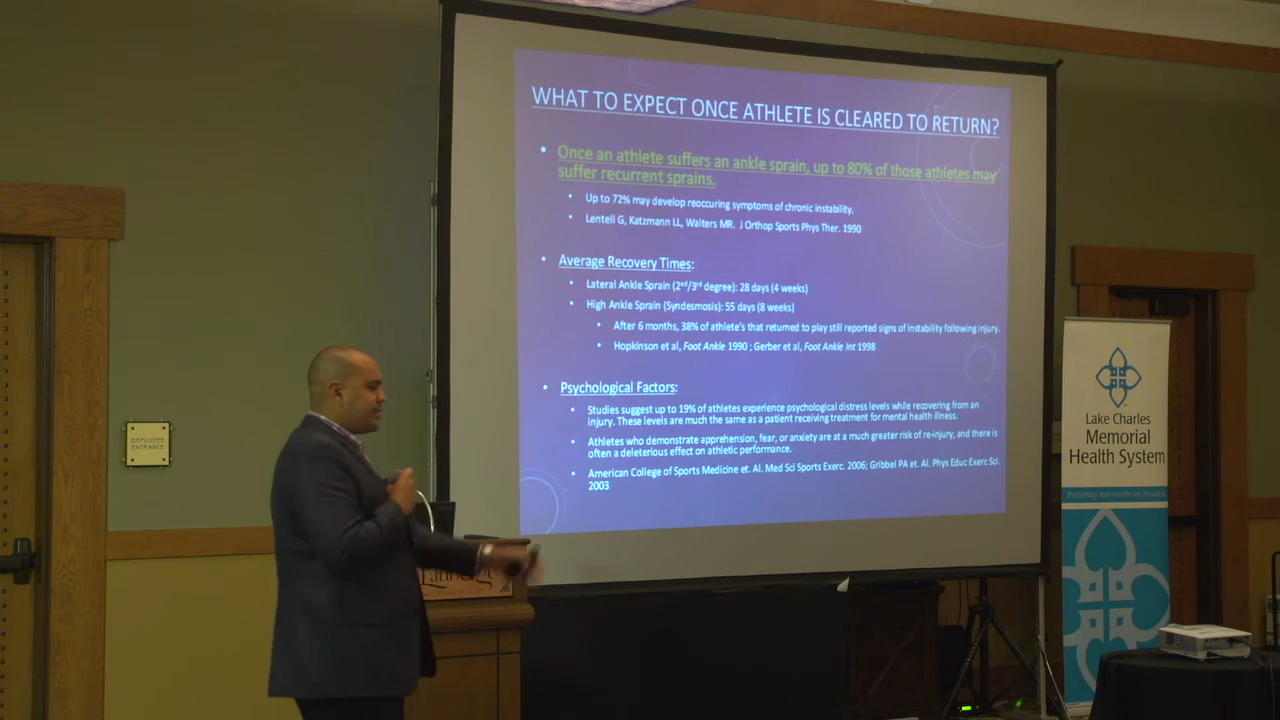 WHAT TO EXPECT ONCE ATHLETE IS CLEARED TO RETURN?
• Once an athlete suffers an ankle sprain, up to 80% of those athletes may
suffer recurrent sprains.
• Up to 72% may develop reoccuring symptoms of chronic instability.
• Lentell G, Katzmann LL, Walters MR. J Orthop Sports Phys Ther. 1990
• Average Recovery Times:
• Lateral Ankle Sprain (2nd/3rd degree): 28 days (4 weeks)
• High Ankle Sprain (Syndesmosis): 55 days (8 weeks)
• After 6 months, 38% of athlete's that returned to play still reported signs of instability following injury.
• Hopkinson et al, Foot Ankle 1990 ; Gerber et al, Foot Ankle Int 1998
• Psychological Factors:
• Studies suggest up to 19% of athletes experience psychological distress levels while recovering from an
injury. These levels are much the same as a patient receiving treatment for mental health illness.
• Athletes who demonstrate apprehension, fear, or anxiety are at a much greater risk of re-injury, and there is
often a deleterious effect on athletic performance.
• American College of Sports Medicine et. Al. Med Sci Sports Exerc. 2006; Gribbel PA et. Al. Phys Educ Exerc Sci.
2003
EMPLOYEE
ENTRANCE
Lake Charles
Memorial
Health System